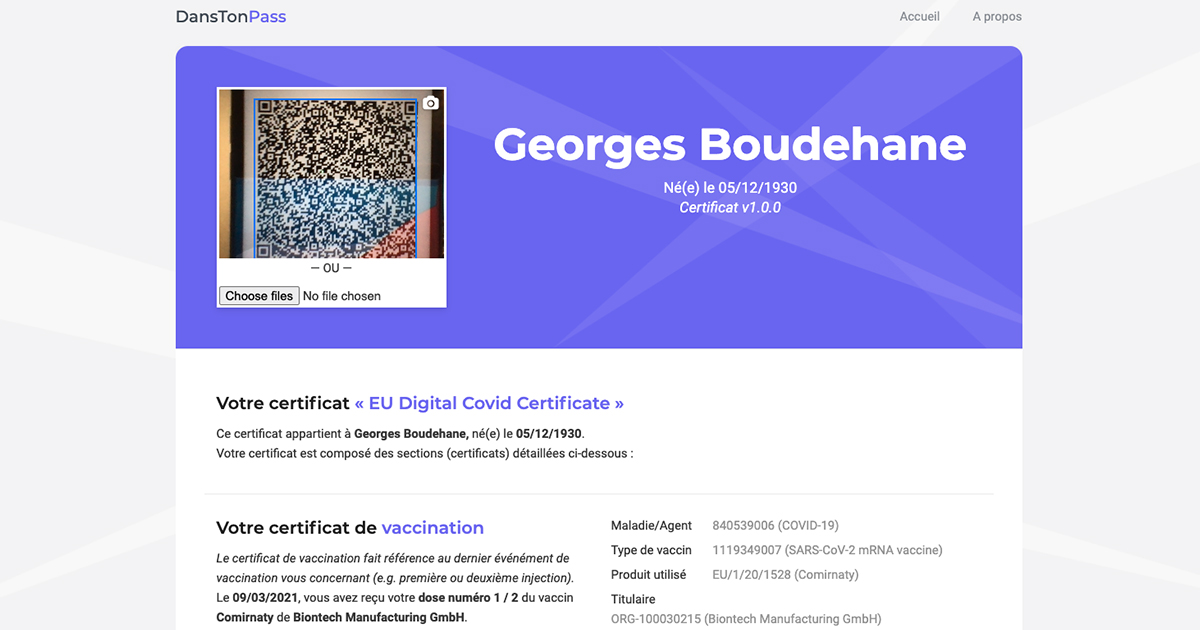 DansTonPass
Accueil
A propos
Georges Boudehane
Né(e) le 05/12/1930
Certificat v1.0.0
— OU —
Choose files No file chosen
Votre certificat « EU Digital Covid Certificate »
Ce certificat appartient à Georges Boudehane, né(e) le 05/12/1930.
Votre certificat est composé des sections (certificats) détaillées ci-dessous :
Votre certificat de vaccination
Le certificat de vaccination fait référence au dernier événément de
vaccination vous concernant (e.g. première ou deuxième injection).
Le 09/03/2021, vous avez reçu votre dose numéro 1 / 2 du vaccin
Comirnaty de Biontech Manufacturing GmbH.
Maladie/Agent 840539006 (COVID-19)
Type de vaccin 1119349007 (SARS-CoV-2 mRNA vaccine)
Produit utilisé EU/1/20/1528 (Comirnaty)
Titulaire
ORG-100030215 (Biontech Manufacturing GmbH)